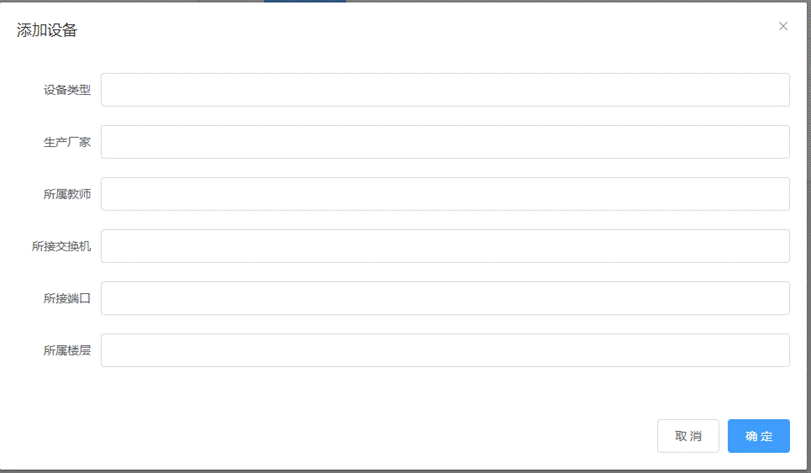 添加设备
设备类型
生产厂家
所属教师
所接交换机
所接端口
所属楼层
取 消
确 定